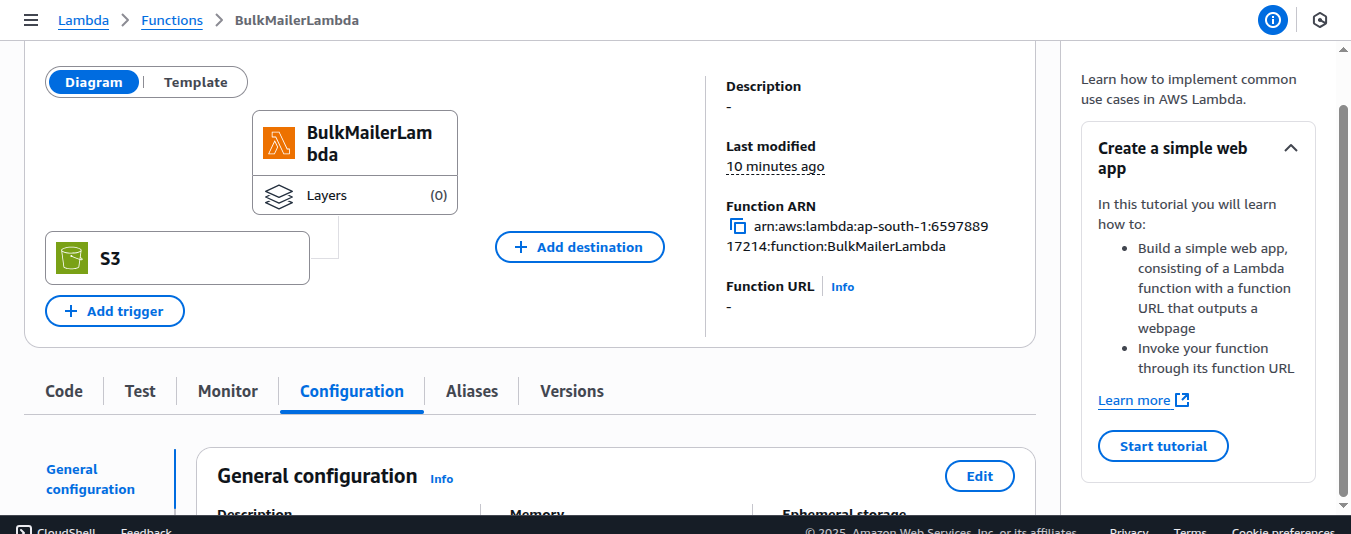 Lambda
Functions
BulkMailerLambda
Diagram
Template
BulkMailerLam
bda
Layers
(0)
S3
+ Add destination
+ Add trigger
Description
-
Last modified
10 minutes ago
Function ARN
arn:aws:lambda:ap-south-1:6597889
17214:function:BulkMailerLambda
Function URL
Info
-
Learn how to implement common
use cases in AWS Lambda.
Create a simple web
app
In this tutorial you will learn
how to:
• Build a simple web app,
consisting of a Lambda
function with a function
URL that outputs a
webpage
• Invoke your function
through its function URL
Learn more
Start tutorial
Code
Test
Monitor
Configuration
Aliases
Versions
General
configuration
General configuration
Info
Edit
Description
Memory
Ephemeral storage
CloudShell
Feedback
© 2025, Amazon Web Services, Inc. or its affiliates.
Privacy
Terms
Cookie preferences